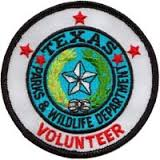 TEXAS
PARKS & WILDLIFE DEPARTMENT
VOLUNTEER